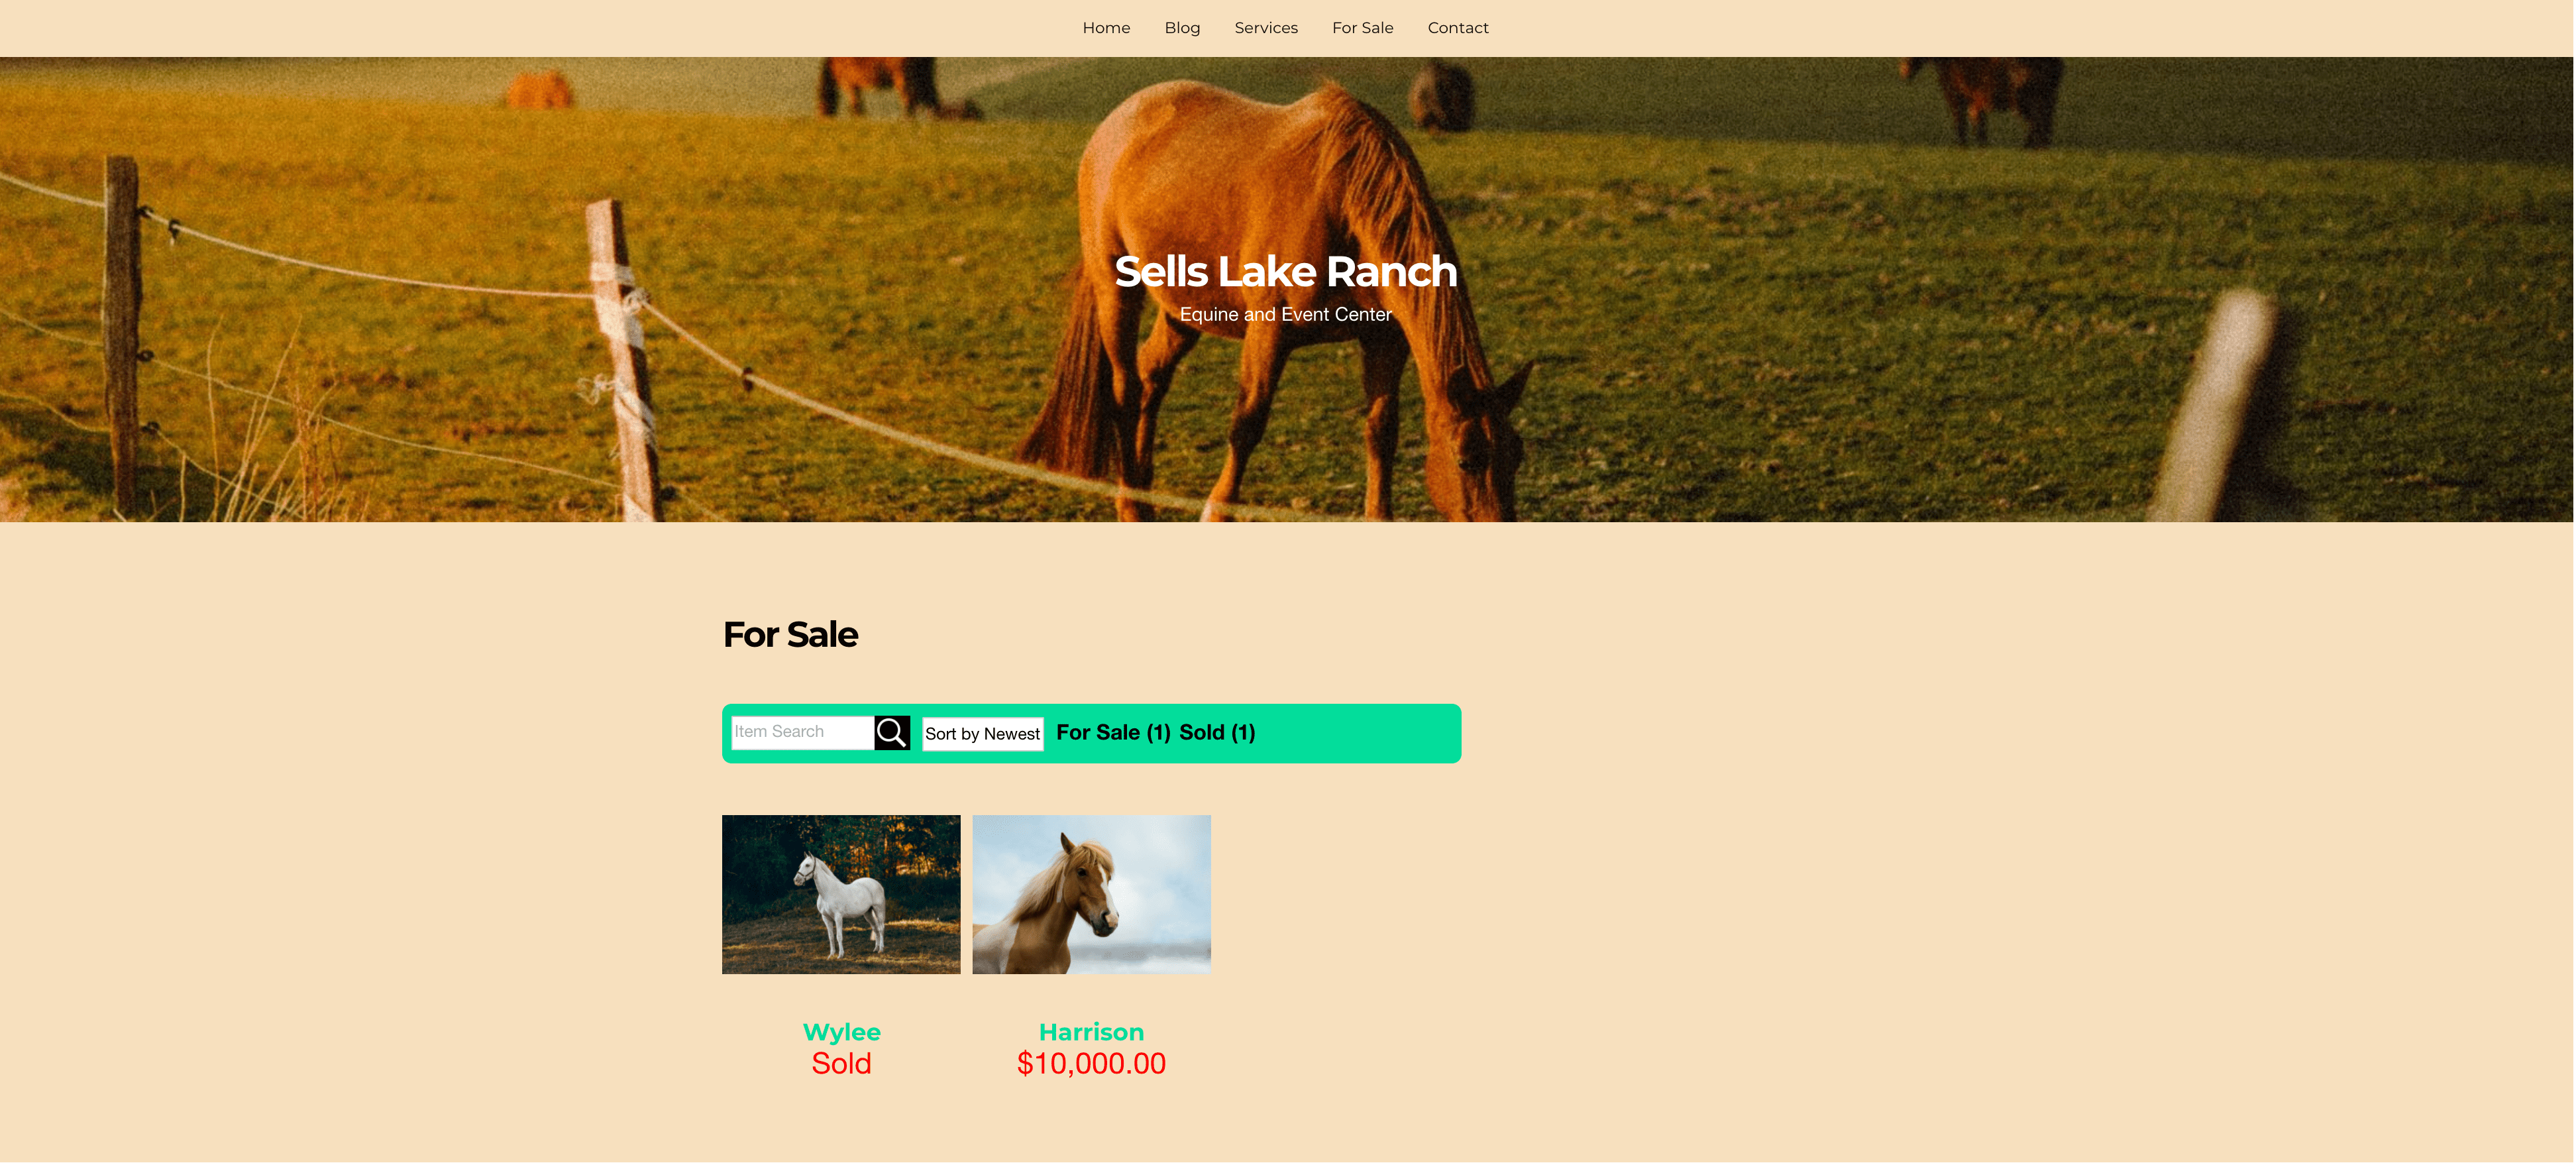 Home Blog Services For Sale Contact
Sells Lake Ranch
Equine and Event Center
For Sale
Item Search Sort by Newest For Sale (1) Sold (1)
Wylee Harrison
Sold $10,000.00